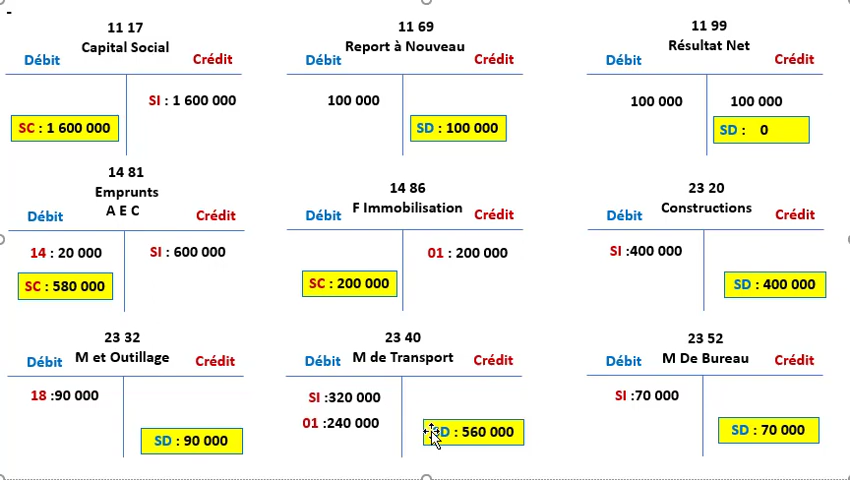 -
11 17
Capital Social
Débit Crédit
SI : 1 600 000
SC : 1 600 000
11 69
Report à Nouveau
Débit Crédit
100 000
SD : 100 000
11 99
Résultat Net
Débit Crédit
100 000 100 000
SD : 0
14 81
Emprunts
A E C
Débit Crédit
14 : 20 000 SI : 600 000
SC : 580 000
14 86
F Immobilisation
Débit Crédit
01 : 200 000
SC : 200 000
23 20
Constructions
Débit Crédit
SI :400 000
SD : 400 000
23 32
M et Outillage
Débit Crédit
18 :90 000
SD : 90 000
23 40
M de Transport
Débit Crédit
SI :320 000
01 :240 000
SD : 560 000
23 52
M De Bureau
Débit Crédit
SI :70 000
SD : 70 000